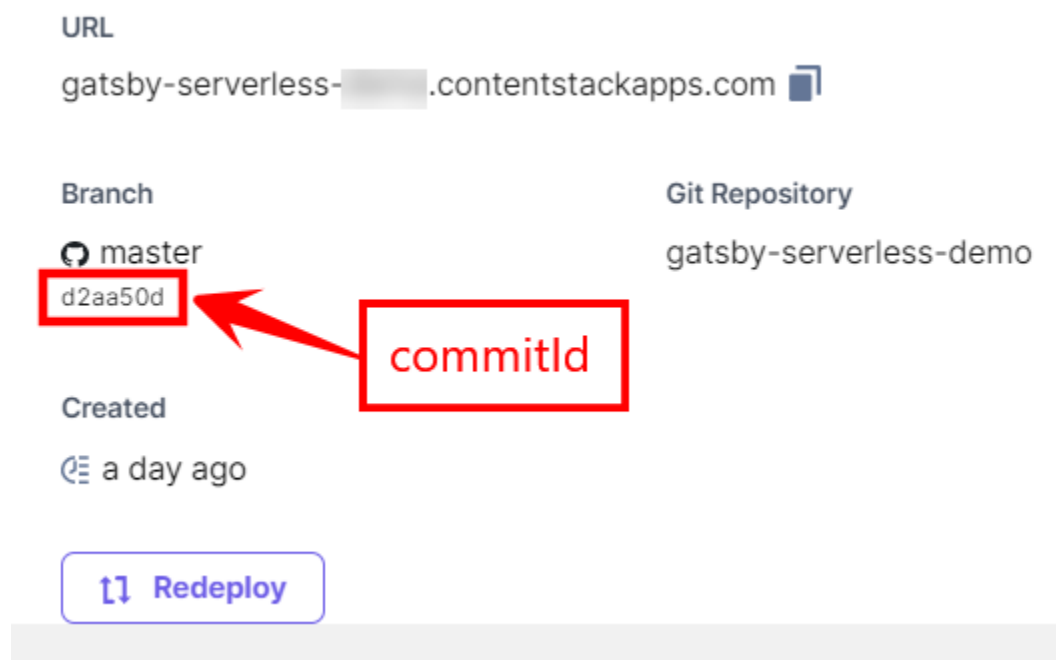 URL
gatsby-serverless- .contentstackapps.com
Branch
Git Repository
master
gatsby-serverless-demo
d2aa50d
commitId
Created
a day ago
Redeploy